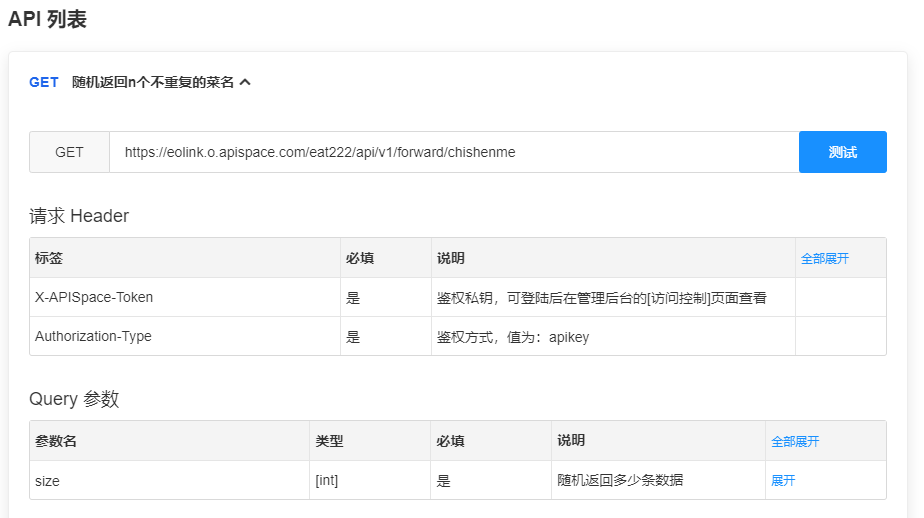 API 列表
GET 随机返回n个不重复的菜名
GET https://eolink.o.apispace.com/eat222/api/v1/forward/chishenme 测试
请求 Header
标签 必填 说明 全部展开
X-APISpace-Token 是 鉴权私钥，可登陆后在管理后台的[访问控制]页面查看
Authorization-Type 是 鉴权方式，值为：apikey
Query 参数
参数名 类型 必填 说明 全部展开
size [int] 是 随机返回多少条数据 展开